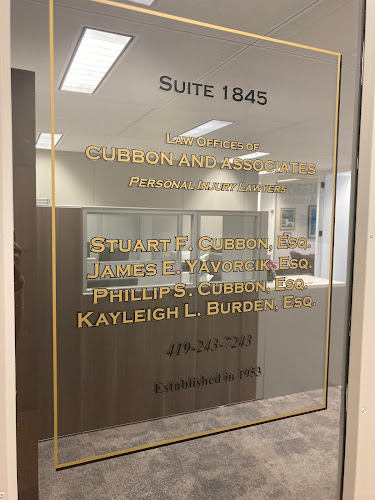 SUITE 1845
LAW OFFICES OF
CUBBON AND ASSOCIATES
PERSONAL INJURY LAWYERS
STUART F. CUBBON, ESQ.
JAMES E. YAVORCIK, ESQ.
PHILLIP S. CUBBON, ESQ.
KAYLEIGH L. BURDEN, ESQ.
419-243-7243
Established in 1953